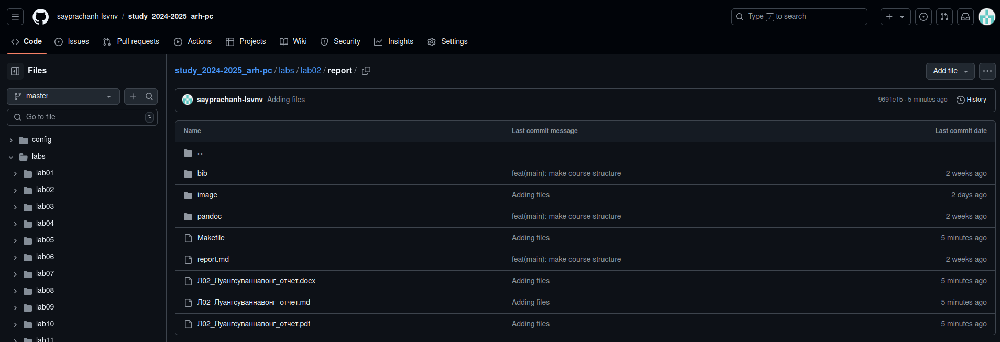 sayprachanh-lsvnv / study_2024-2025_arh-pc
Type / to search
Code Issues Pull requests Actions Projects Wiki Security Insights Settings
Files
master
Go to file t
config
labs
lab01
lab02
lab03
lab04
lab05
lab06
lab07
lab08
lab09
lab10
lab11
study_2024-2025_arh-pc / labs / lab02 / report /
Add file
sayprachanh-lsvnv Adding files 9691e15 · 5 minutes ago History
Name Last commit message Last commit date
..
bib feat(main): make course structure 2 weeks ago
image Adding files 2 days ago
pandoc feat(main): make course structure 2 weeks ago
Makefile Adding files 5 minutes ago
report.md feat(main): make course structure 2 weeks ago
Л02_Луангсуваннавонг_отчет.docx Adding files 5 minutes ago
Л02_Луангсуваннавонг_отчет.md Adding files 5 minutes ago
Л02_Луангсуваннавонг_отчет.pdf Adding files 5 minutes ago